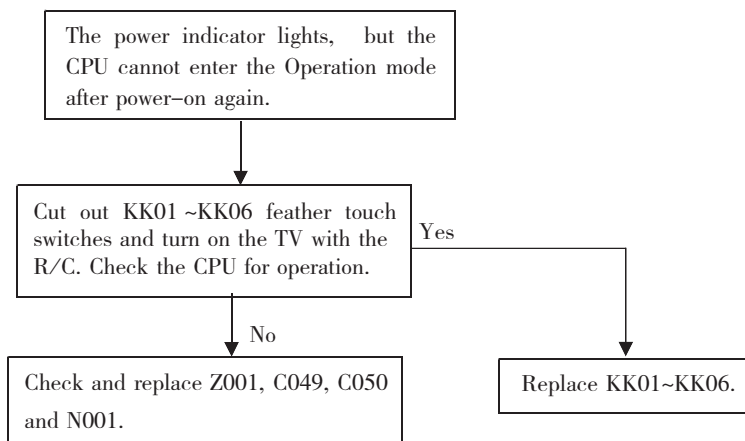 The power indicator lights, but the
CPU cannot enter the Operation mode
after power-on again.
Cut out KK01 ~KK06 feather touch
switches and turn on the TV with the
R/C. Check the CPU for operation.
Yes
No
Check and replace Z001, C049, C050
and N001.
Replace KK01~KK06.